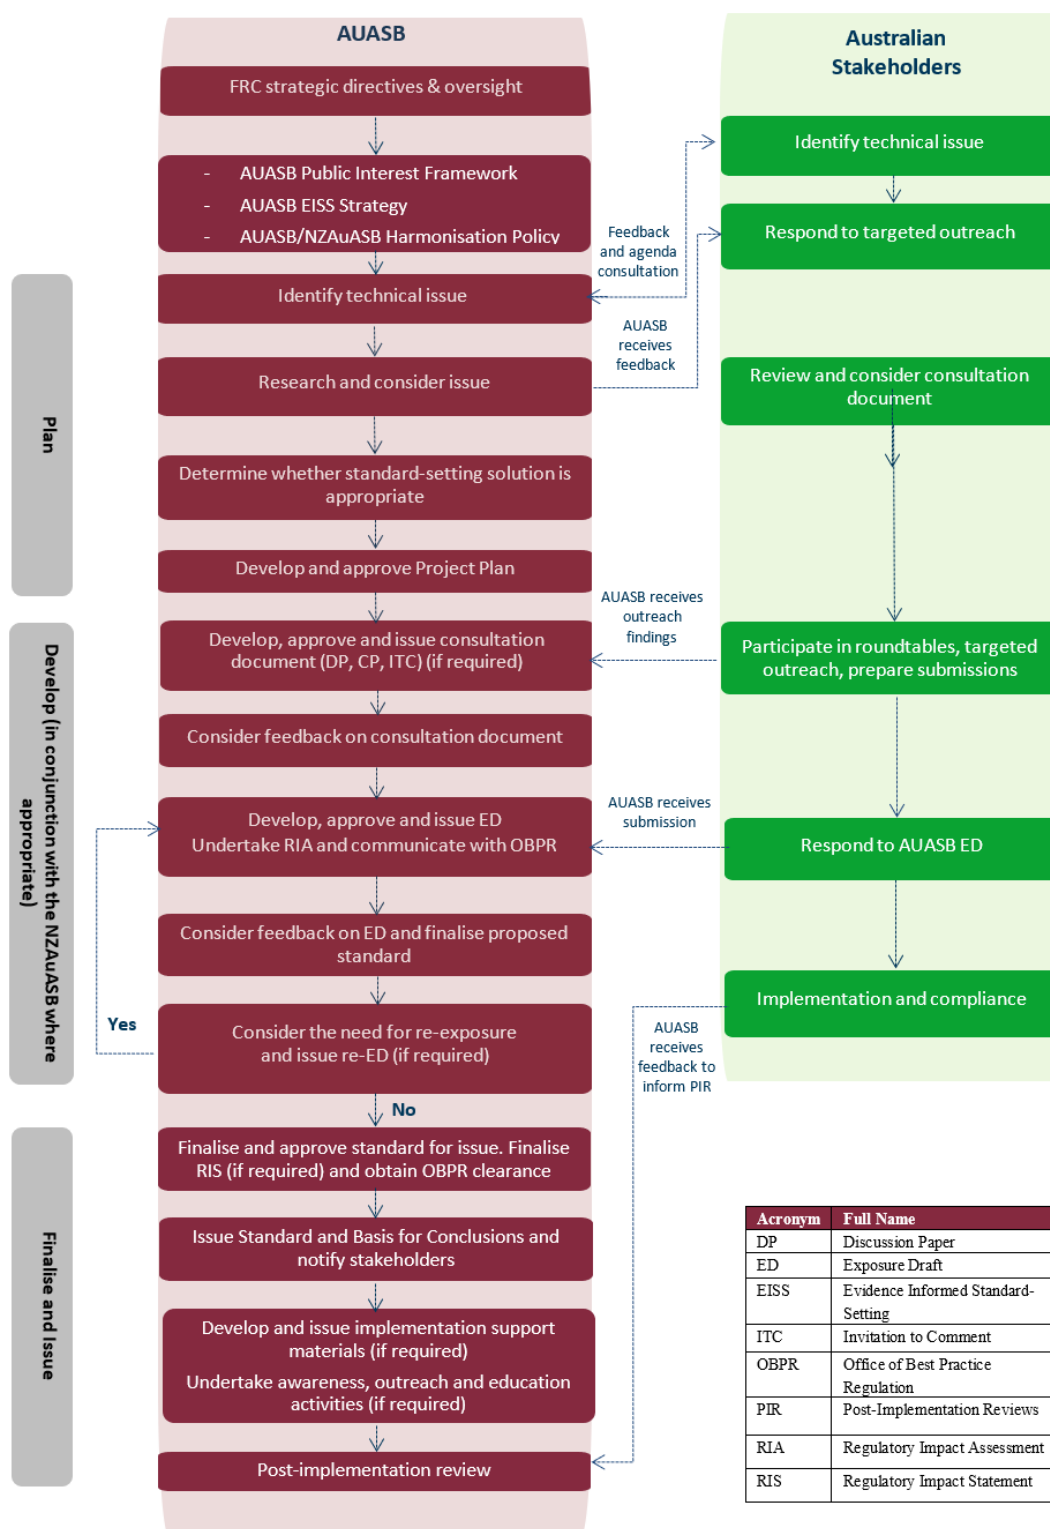 AUASB
FRC strategic directives & oversight
- AUASB Public Interest Framework
- AUASB EISS Strategy
- AUASB/NZAuASB Harmonisation Policy
Plan
Identify technical issue
Research and consider issue
Determine whether standard-setting solution is
appropriate
Develop and approve Project Plan
Develop (in conjunction with the NZAuASB where
appropriate)
Develop, approve and issue consultation
document (DP, CP, ITC) (if required)
Consider feedback on consultation document
Develop, approve and issue ED
Undertake RIA and communicate with OBPR
Consider feedback on ED and finalise proposed
standard
Consider the need for re-exposure
and issue re-ED (if required)
Yes
No
Finalise and Issue
Finalise and approve standard for issue. Finalise
RIS (if required) and obtain OBPR clearance
Issue Standard and Basis for Conclusions and
notify stakeholders
Develop and issue implementation support
materials (if required)
Undertake awareness, outreach and education
activities (if required)
Post-implementation review
Feedback
and agenda
consultation
AUASB
receives
feedback
AUASB receives
outreach
findings
AUASB receives
submission
AUASB
receives
feedback to
inform PIR
Australian
Stakeholders
Identify technical issue
Respond to targeted outreach
Review and consider consultation
document
Participate in roundtables, targeted
outreach, prepare submissions
Respond to AUASB ED
Implementation and compliance
Acronym Full Name
DP Discussion Paper
ED Exposure Draft
EISS Evidence Informed Standard-
Setting
ITC Invitation to Comment
OBPR Office of Best Practice
Regulation
PIR Post-Implementation Reviews
RIA Regulatory Impact Assessment
RIS Regulatory Impact Statement